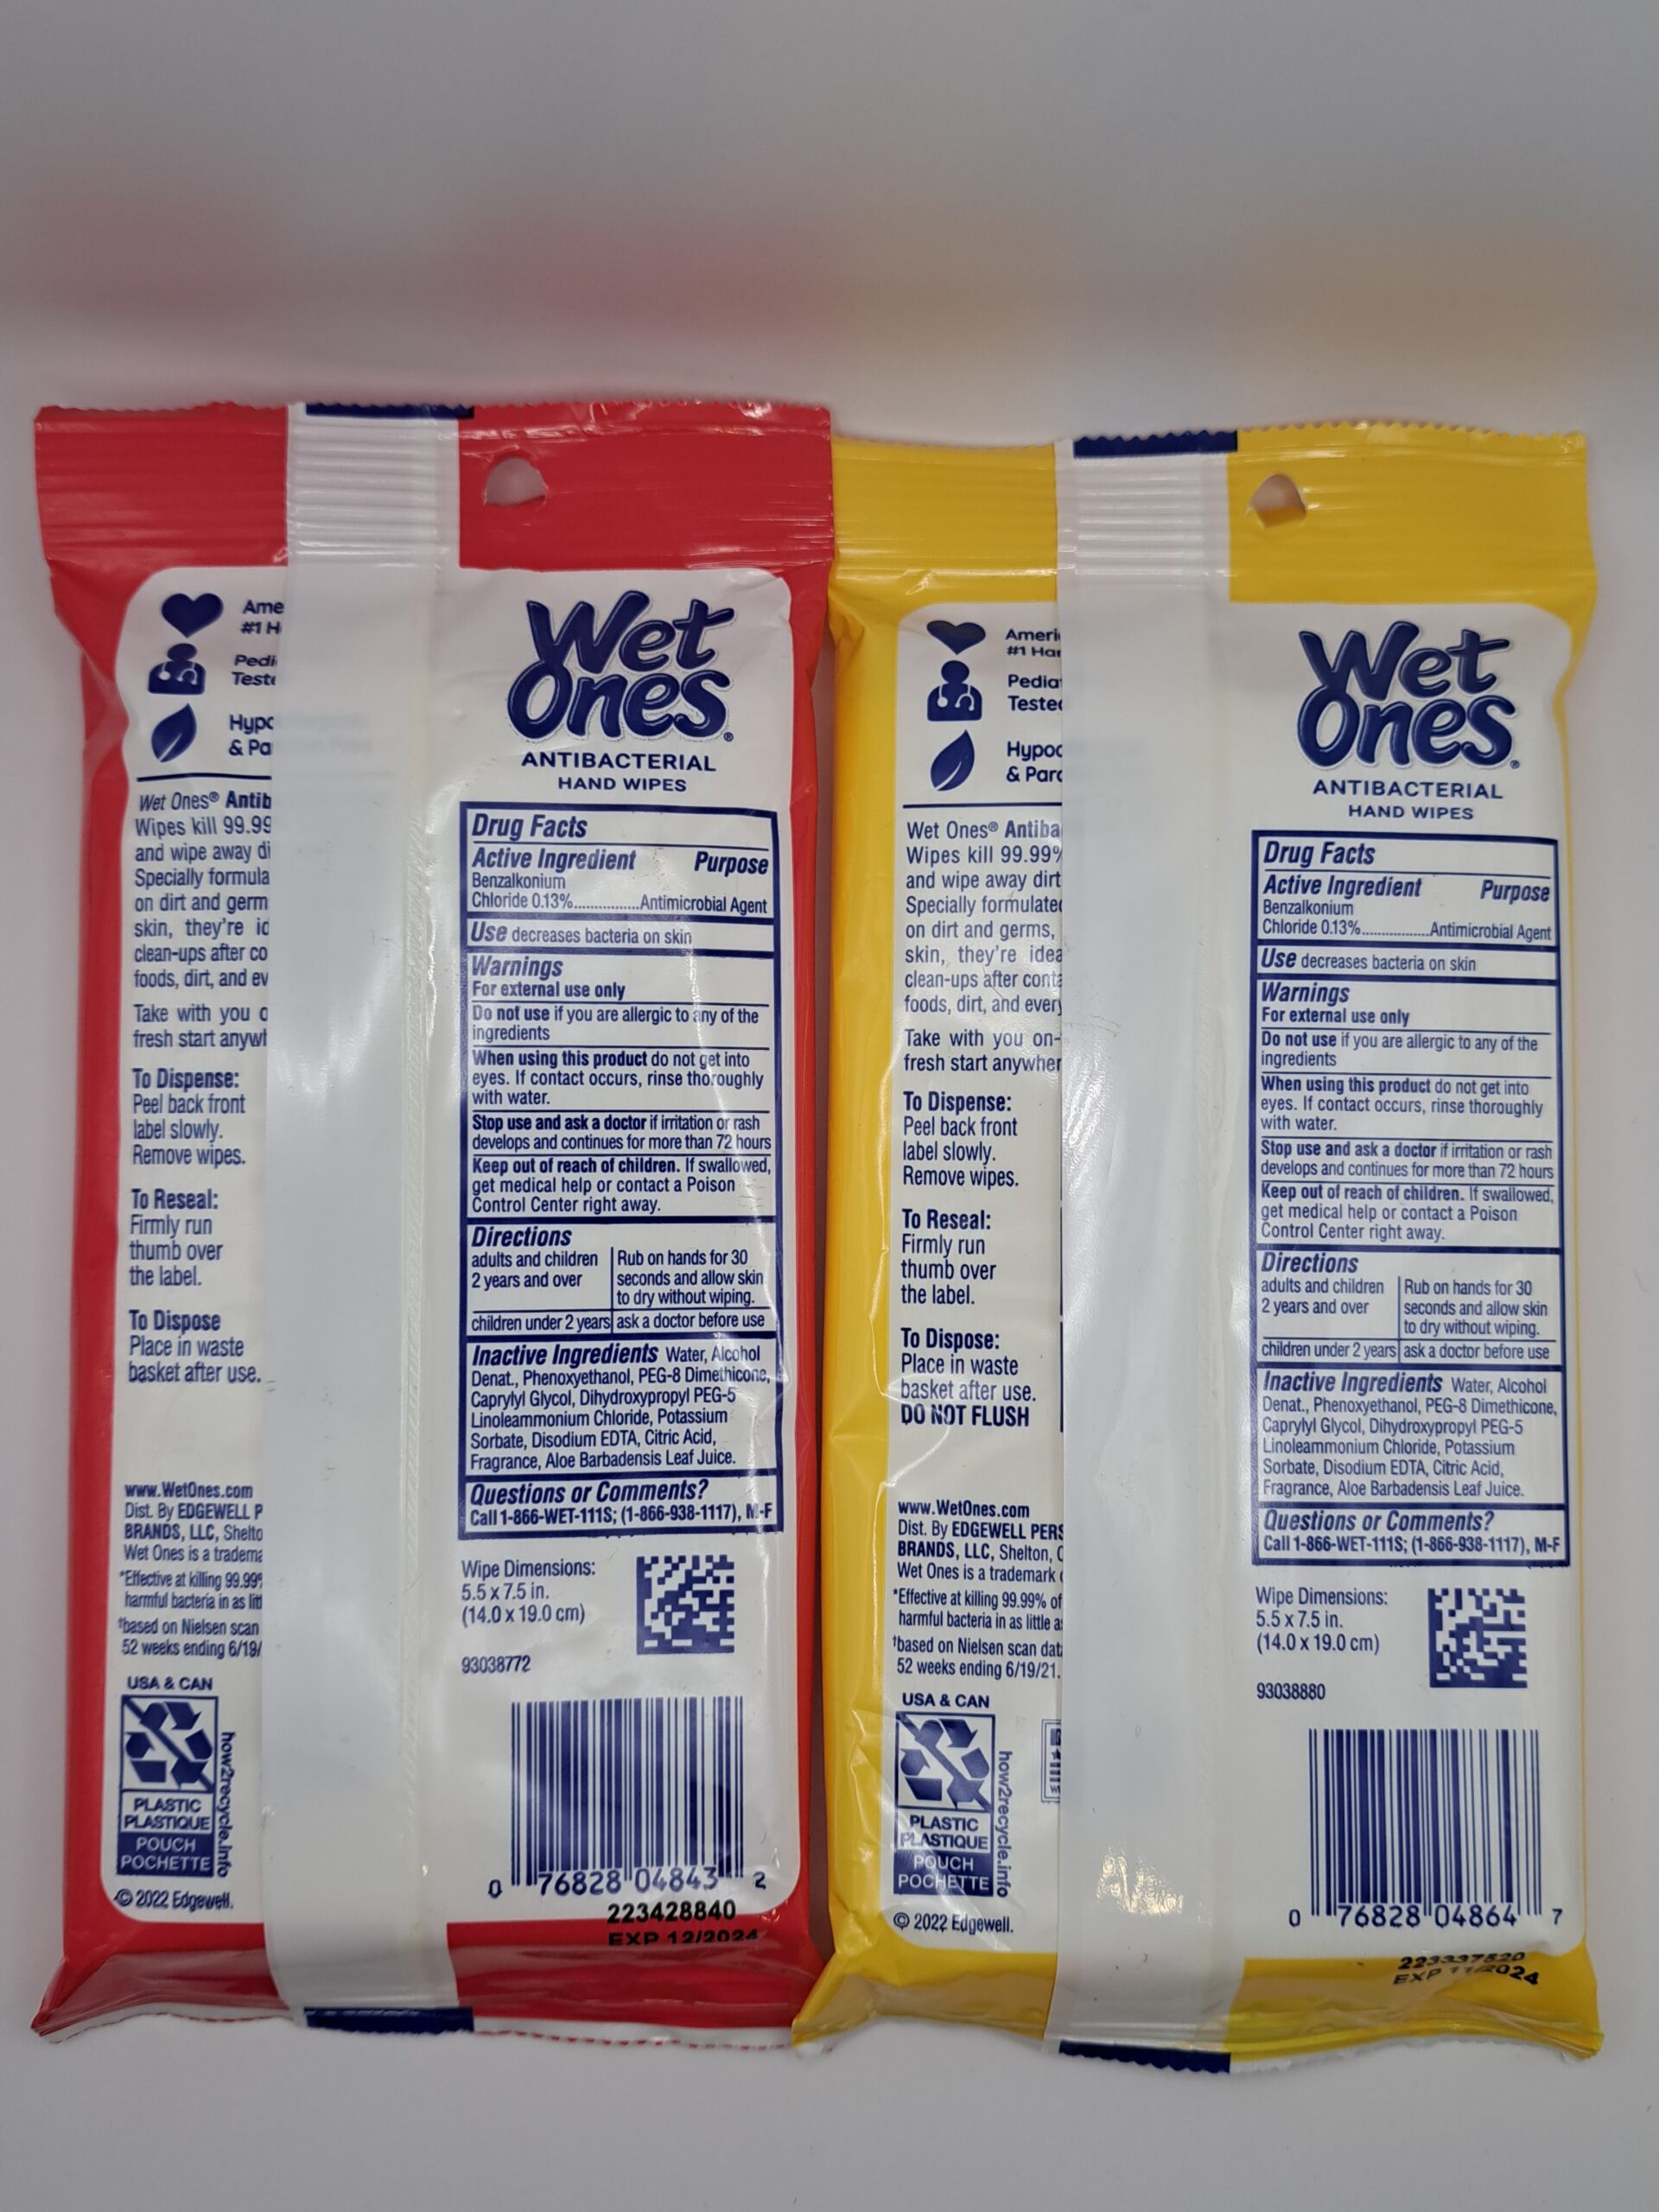 Ame
#1 H
Pedi
Teste
Hypo
& Pa
Wet Ones® Antib
Wipes kill 99.99
and wipe away di
Specially formula
on dirt and germ
skin, they're id
clean-ups after co
foods, dirt, and ev
Take with you o
fresh start anywh
To Dispense:
Peel back front
label slowly.
Remove wipes.
To Reseal:
Firmly run
thumb over
the label.
To Dispose
Place in waste
basket after use.
www.WetOnes.com
Dist. By EDGEWELL P
BRANDS, LLC, Shelto
Wet Ones is a tradema
*Effective at killing 99.99%
harmful bacteria in as litt
†based on Nielsen scan
52 weeks ending 6/19/
USA & CAN
PLASTIC
PLASTIQUE
POUCH
POCHETTE
how2recycle.info
© 2022 Edgewell.
Wet
Ones®
ANTIBACTERIAL
HAND WIPES
Drug Facts
Active Ingredient Purpose
Benzalkonium
Chloride 0.13%................Antimicrobial Agent
Use decreases bacteria on skin
Warnings
For external use only
Do not use if you are allergic to any of the
ingredients
When using this product do not get into
eyes. If contact occurs, rinse thoroughly
with water.
Stop use and ask a doctor if irritation or rash
develops and continues for more than 72 hours
Keep out of reach of children. If swallowed,
get medical help or contact a Poison
Control Center right away.
Directions
adults and children Rub on hands for 30
2 years and over seconds and allow skin
to dry without wiping.
children under 2 years ask a doctor before use
Inactive Ingredients Water, Alcohol
Denat., Phenoxyethanol, PEG-8 Dimethicone,
Caprylyl Glycol, Dihydroxypropyl PEG-5
Linoleammonium Chloride, Potassium
Sorbate, Disodium EDTA, Citric Acid,
Fragrance, Aloe Barbadensis Leaf Juice.
Questions or Comments?
Call 1-866-WET-111S; (1-866-938-1117), M-F
Wipe Dimensions:
5.5 x 7.5 in.
(14.0 x 19.0 cm)
93038772
0 76828 04843 2
223428840
EXP 12/2024
Ameri
#1 Han
Pediat
Tested
Hypoc
& Para
Wet Ones® Antiba
Wipes kill 99.99%
and wipe away dirt
Specially formulated
on dirt and germs,
skin, they're idea
clean-ups after conta
foods, dirt, and every
Take with you on-
fresh start anywher
To Dispense:
Peel back front
label slowly.
Remove wipes.
To Reseal:
Firmly run
thumb over
the label.
To Dispose:
Place in waste
basket after use.
DO NOT FLUSH
www.WetOnes.com
Dist. By EDGEWELL PERS
BRANDS, LLC, Shelton, C
Wet Ones is a trademark o
*Effective at killing 99.99% of
harmful bacteria in as little as
†based on Nielsen scan data
52 weeks ending 6/19/21.
USA & CAN
PLASTIC
PLASTIQUE
POUCH
POCHETTE
how2recycle.info
© 2022 Edgewell.
Wet
Ones®
ANTIBACTERIAL
HAND WIPES
Drug Facts
Active Ingredient Purpose
Benzalkonium
Chloride 0.13%................Antimicrobial Agent
Use decreases bacteria on skin
Warnings
For external use only
Do not use if you are allergic to any of the
ingredients
When using this product do not get into
eyes. If contact occurs, rinse thoroughly
with water.
Stop use and ask a doctor if irritation or rash
develops and continues for more than 72 hours
Keep out of reach of children. If swallowed,
get medical help or contact a Poison
Control Center right away.
Directions
adults and children Rub on hands for 30
2 years and over seconds and allow skin
to dry without wiping.
children under 2 years ask a doctor before use
Inactive Ingredients Water, Alcohol
Denat., Phenoxyethanol, PEG-8 Dimethicone,
Caprylyl Glycol, Dihydroxypropyl PEG-5
Linoleammonium Chloride, Potassium
Sorbate, Disodium EDTA, Citric Acid,
Fragrance, Aloe Barbadensis Leaf Juice.
Questions or Comments?
Call 1-866-WET-111S; (1-866-938-1117), M-F
Wipe Dimensions:
5.5 x 7.5 in.
(14.0 x 19.0 cm)
93038880
0 76828 04864 7
223337520
EXP 11/2024